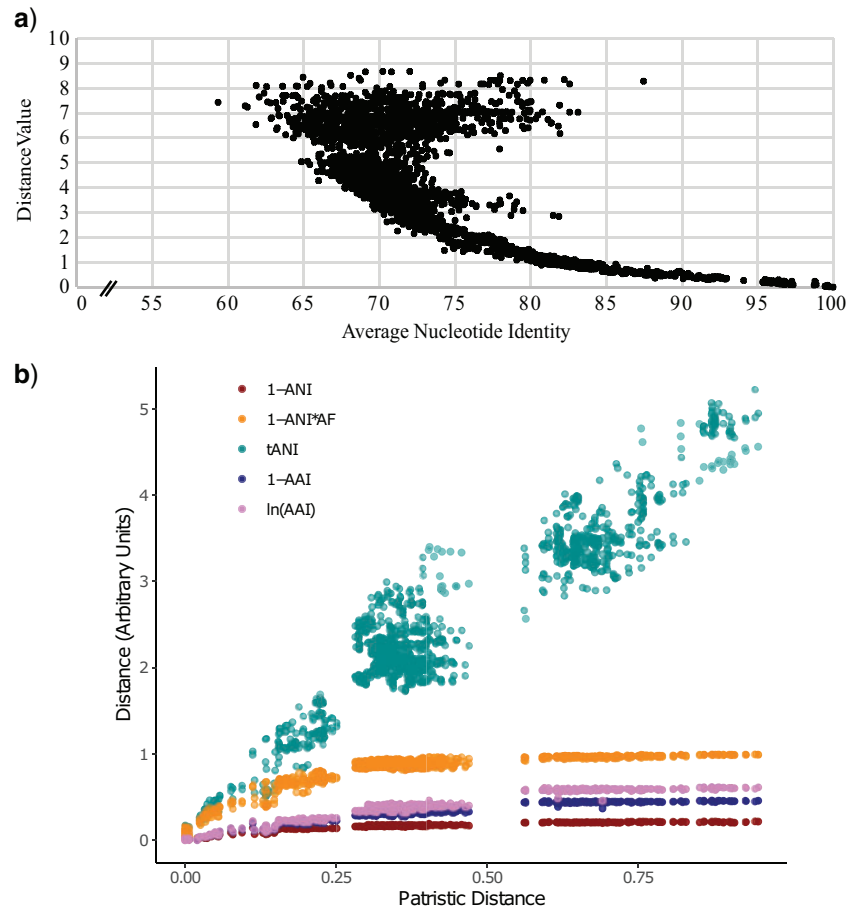 a)
10
9
8
7
6
5
4
3
2
1
0
Distance Value
0 55 60 65 70 75 80 85 90 95 100
Average Nucleotide Identity
b)
1−ANI
1−ANI*AF
tANI
1−AAI
ln(AAI)
5
4
3
2
1
0
Distance (Arbitrary Units)
0.00 0.25 0.50 0.75
Patristic Distance